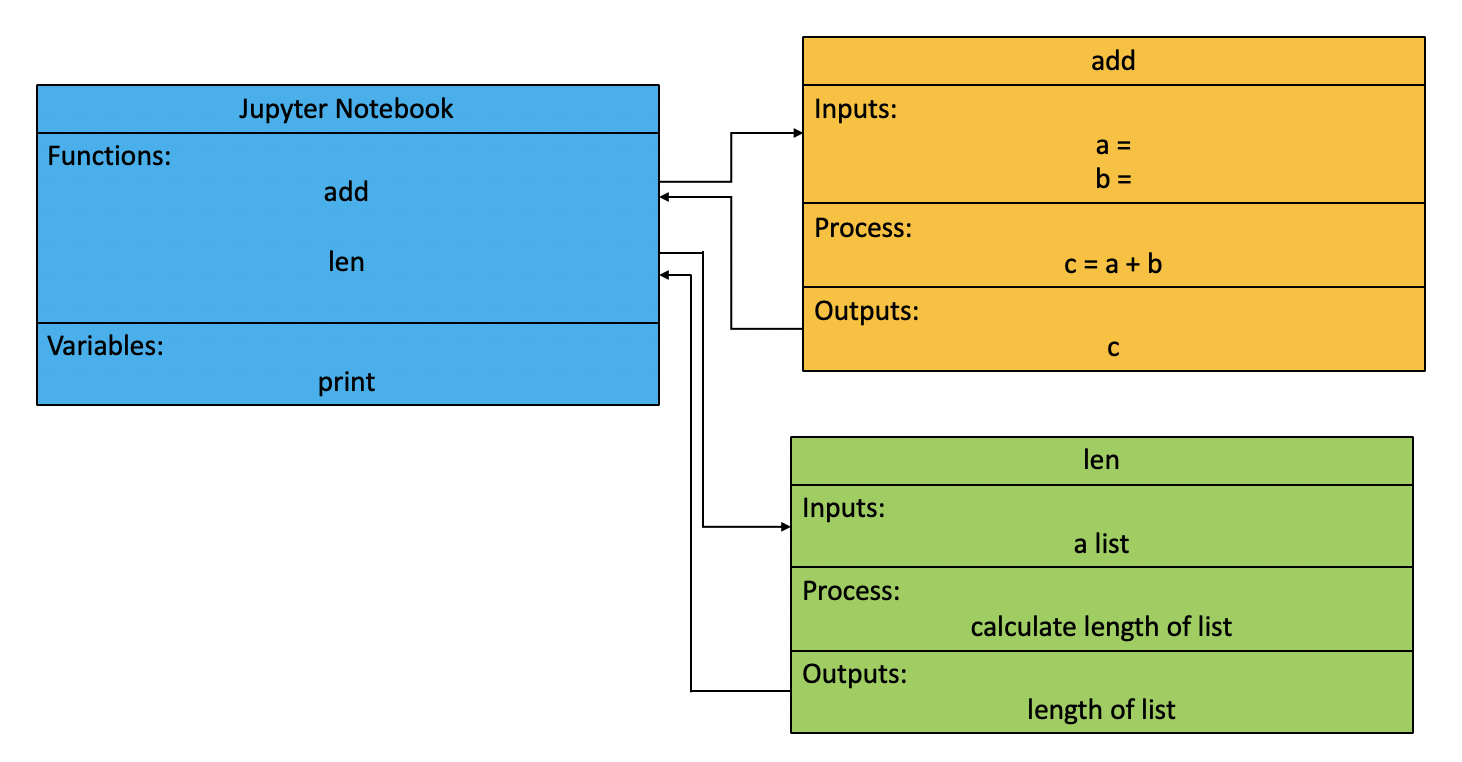 Jupyter Notebook
Functions:
add
len
Variables:
print
add
Inputs:
a =
b =
Process:
c = a + b
Outputs:
c
len
Inputs:
a list
Process:
calculate length of list
Outputs:
length of list